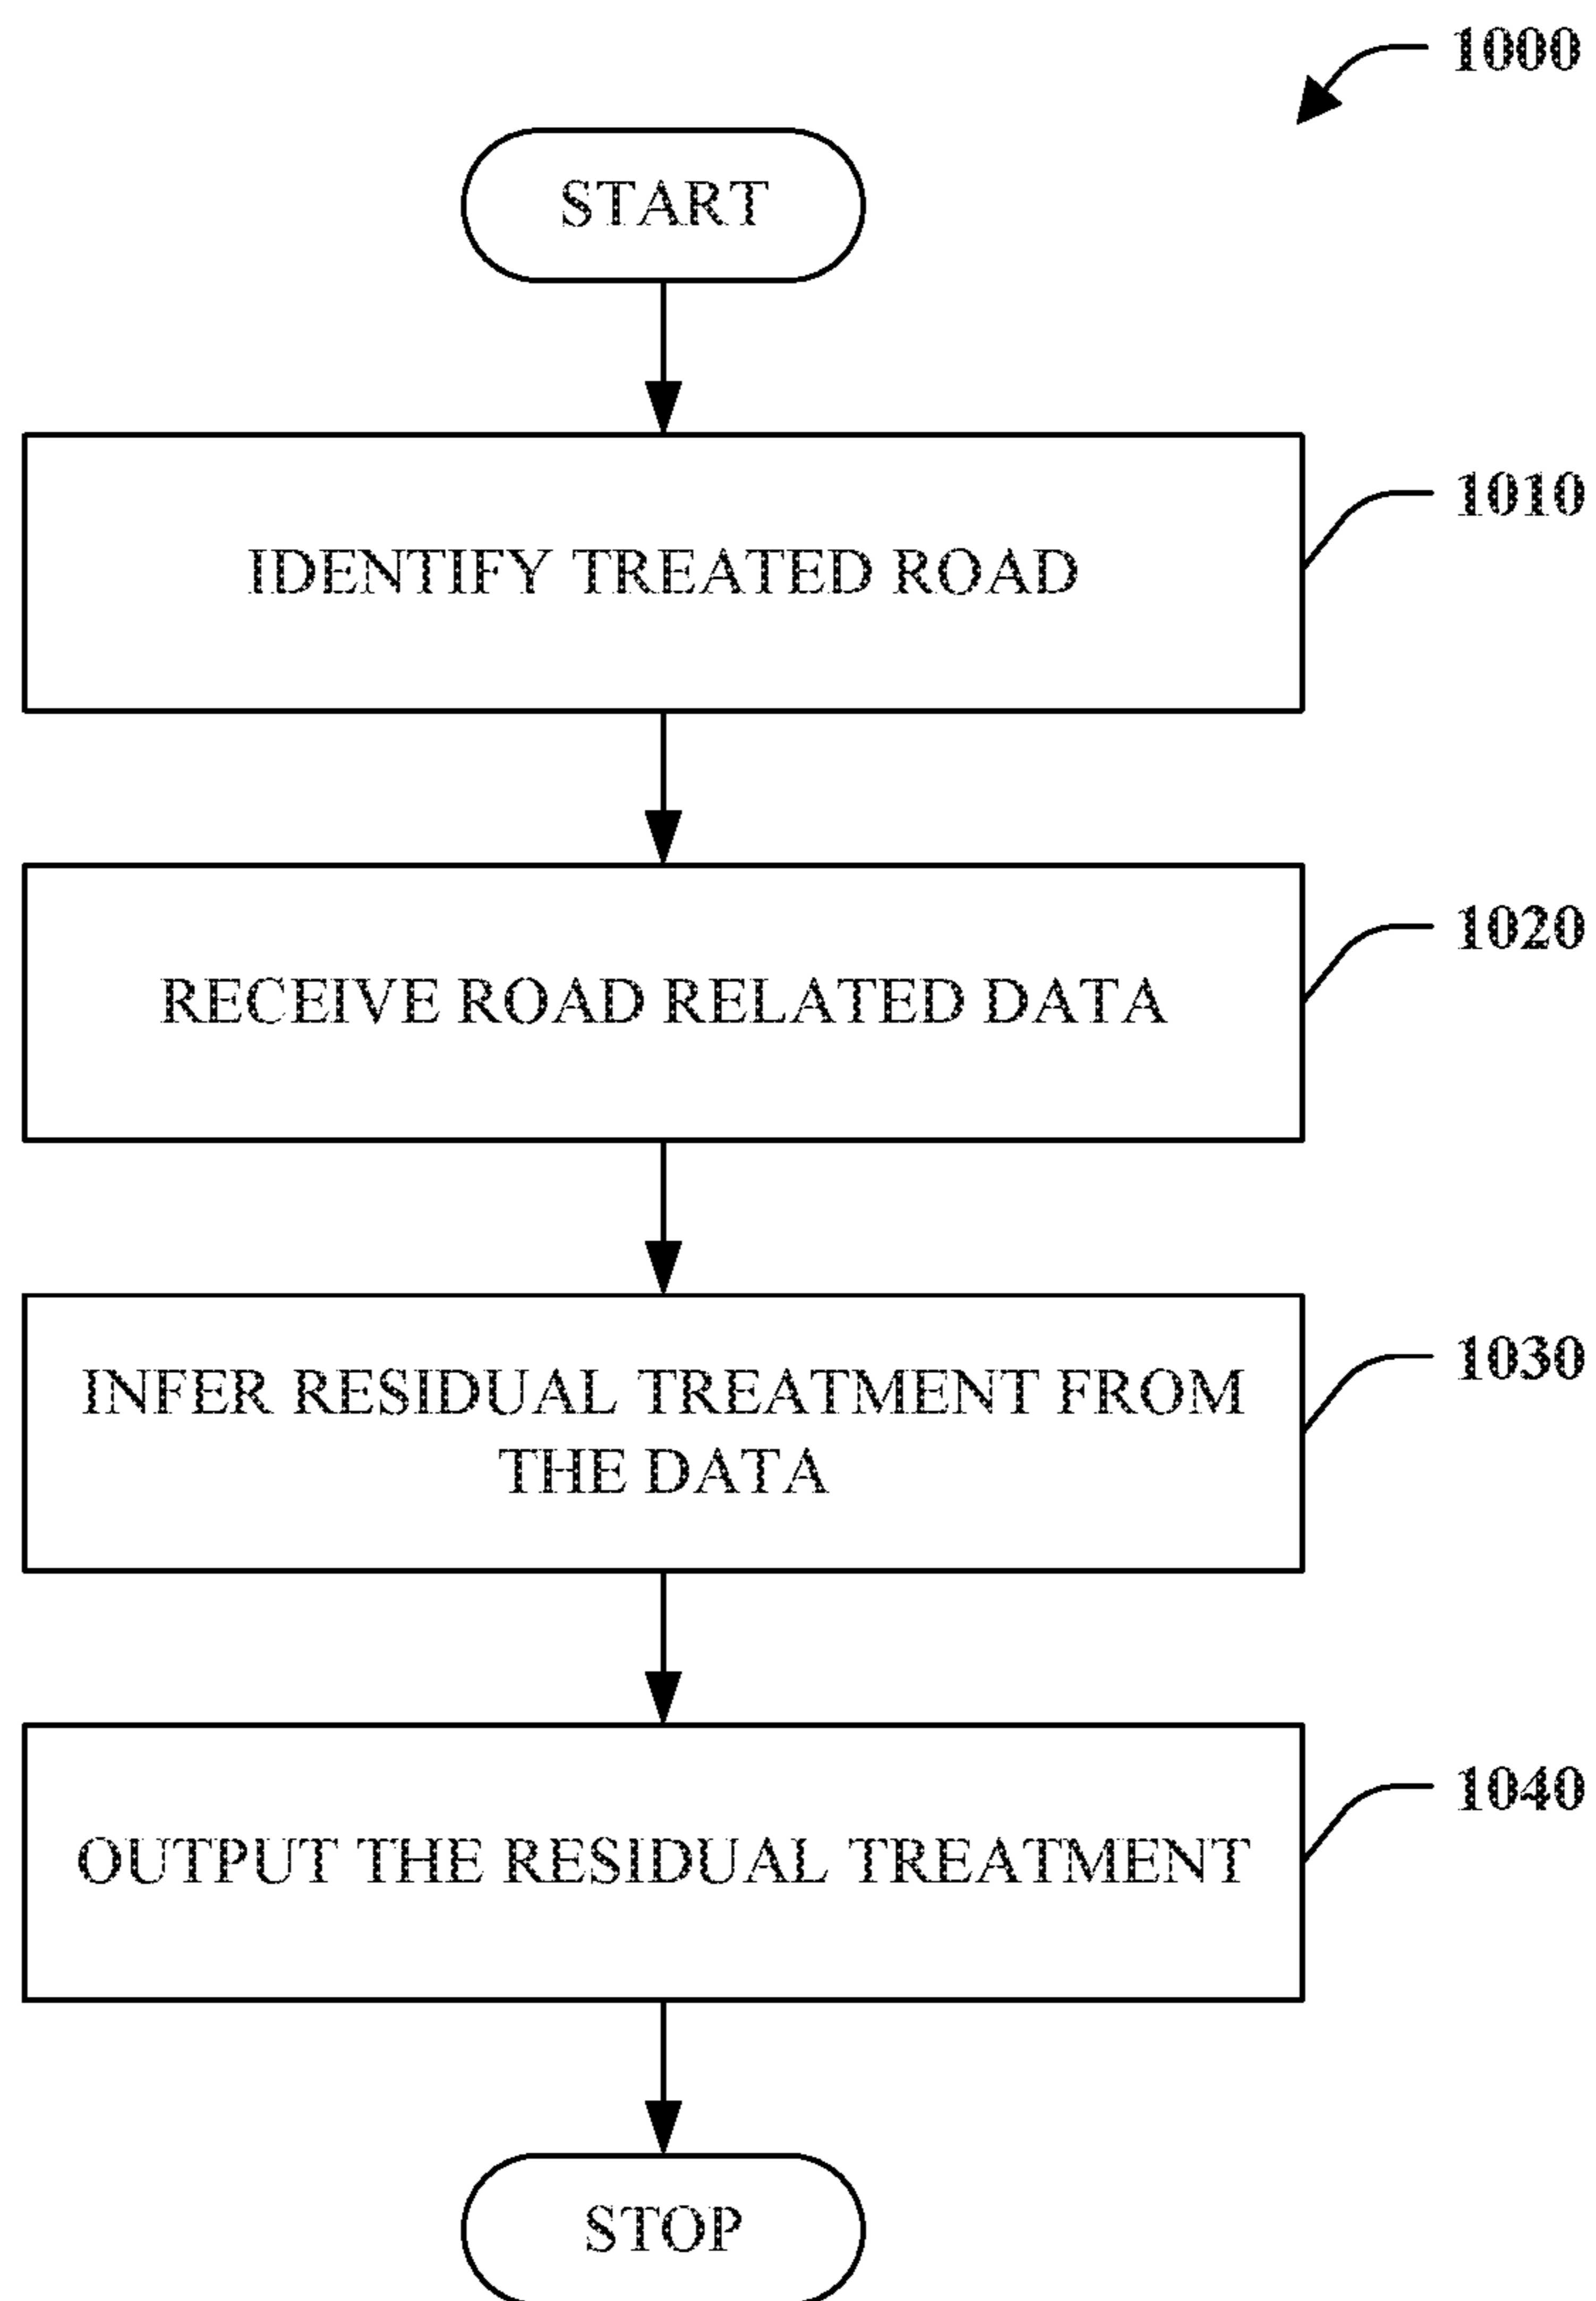 1000
START
IDENTIFY TREATED ROAD
1010
RECEIVE ROAD RELATED DATA
1020
INFER RESIDUAL TREATMENT FROM
THE DATA
1030
OUTPUT THE RESIDUAL TREATMENT
1040
STOP